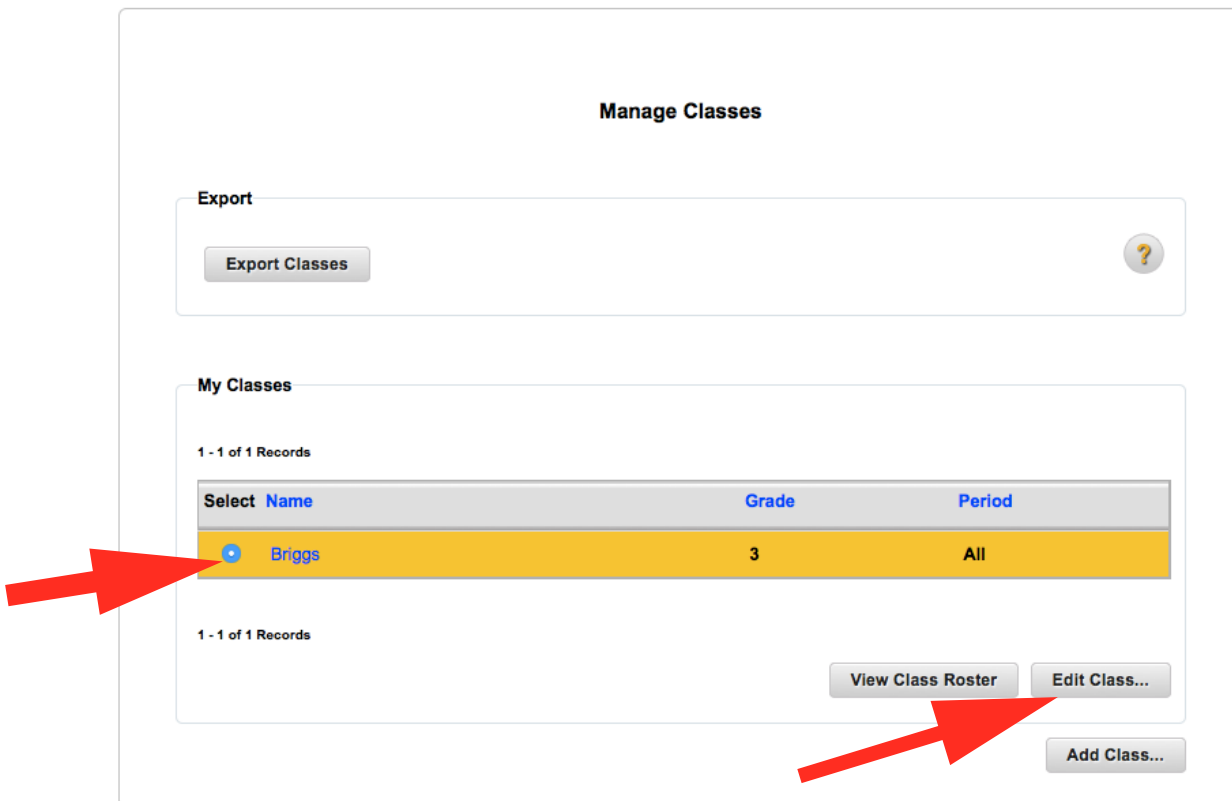 Manage Classes
Export
Export Classes
?
My Classes
1 - 1 of 1 Records
Select Name Grade Period
Briggs 3 All
1 - 1 of 1 Records
View Class Roster Edit Class...
Add Class...